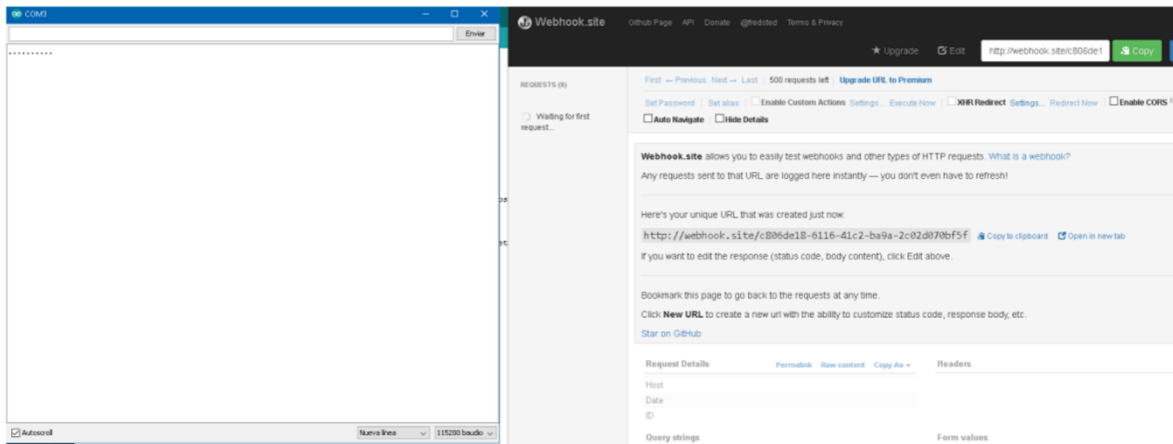 COM3
Enviar
..........
Autoscroll
Nueva línea
115200 baudio
Webhook.site
Github Page API Donate @fredsted Terms & Privacy
Upgrade Edit http://webhook.site/c806de1 Copy
REQUESTS (0)
Waiting for first
request...
First ← Previous Next → Last 500 requests left Upgrade URL to Premium
Set Password Set alias Enable Custom Actions Settings... Execute Now XHR Redirect Settings... Redirect Now Enable CORS
Auto Navigate Hide Details
Webhook.site allows you to easily test webhooks and other types of HTTP requests. What is a webhook?
Any requests sent to that URL are logged here instantly — you don't even have to refresh!
Here's your unique URL that was created just now:
http://webhook.site/c806de18-6116-41c2-ba9a-2c02d070bf5f Copy to clipboard Open in new tab
If you want to edit the response (status code, body content), click Edit above.
Bookmark this page to go back to the requests at any time.
Click New URL to create a new url with the ability to customize status code, response body, etc.
Star on GitHub
Request Details Permalink Raw content Copy As Headers
Host
Date
ID
Query strings Form values